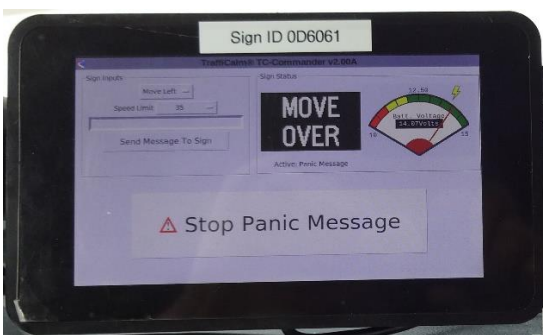 Sign ID 0D6061
TraffiCalm® TC-Commander v2.00A
Sign Inputs
Move Left
Speed Limit 35
Send Message To Sign
Sign Status
MOVE
OVER
Active: Panic Message
12.50
Batt. Voltage
14.07Volts
10
15
⚠ Stop Panic Message